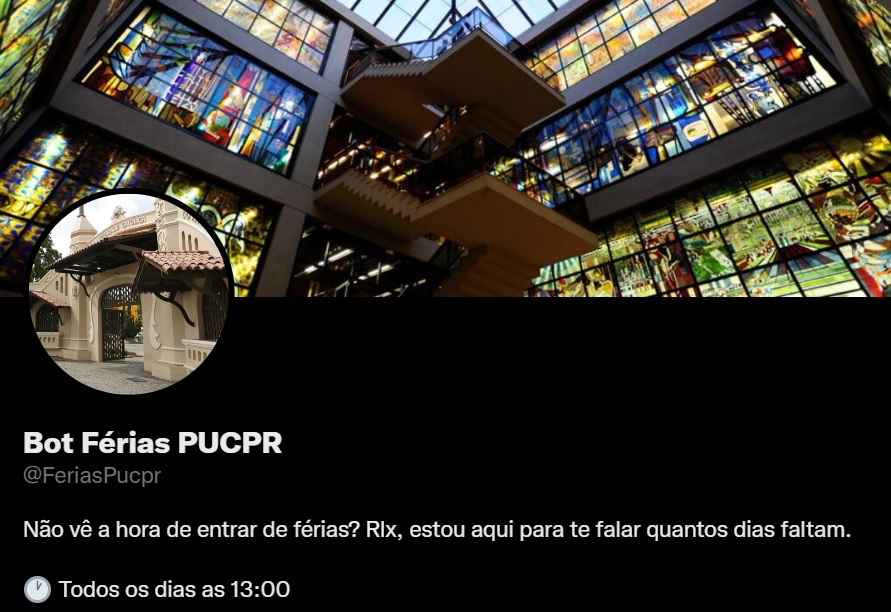 Bot Férias PUCPR
@FeriasPucpr
Não vê a hora de entrar de férias? Rlx, estou aqui para te falar quantos dias faltam.
Todos os dias as 13:00